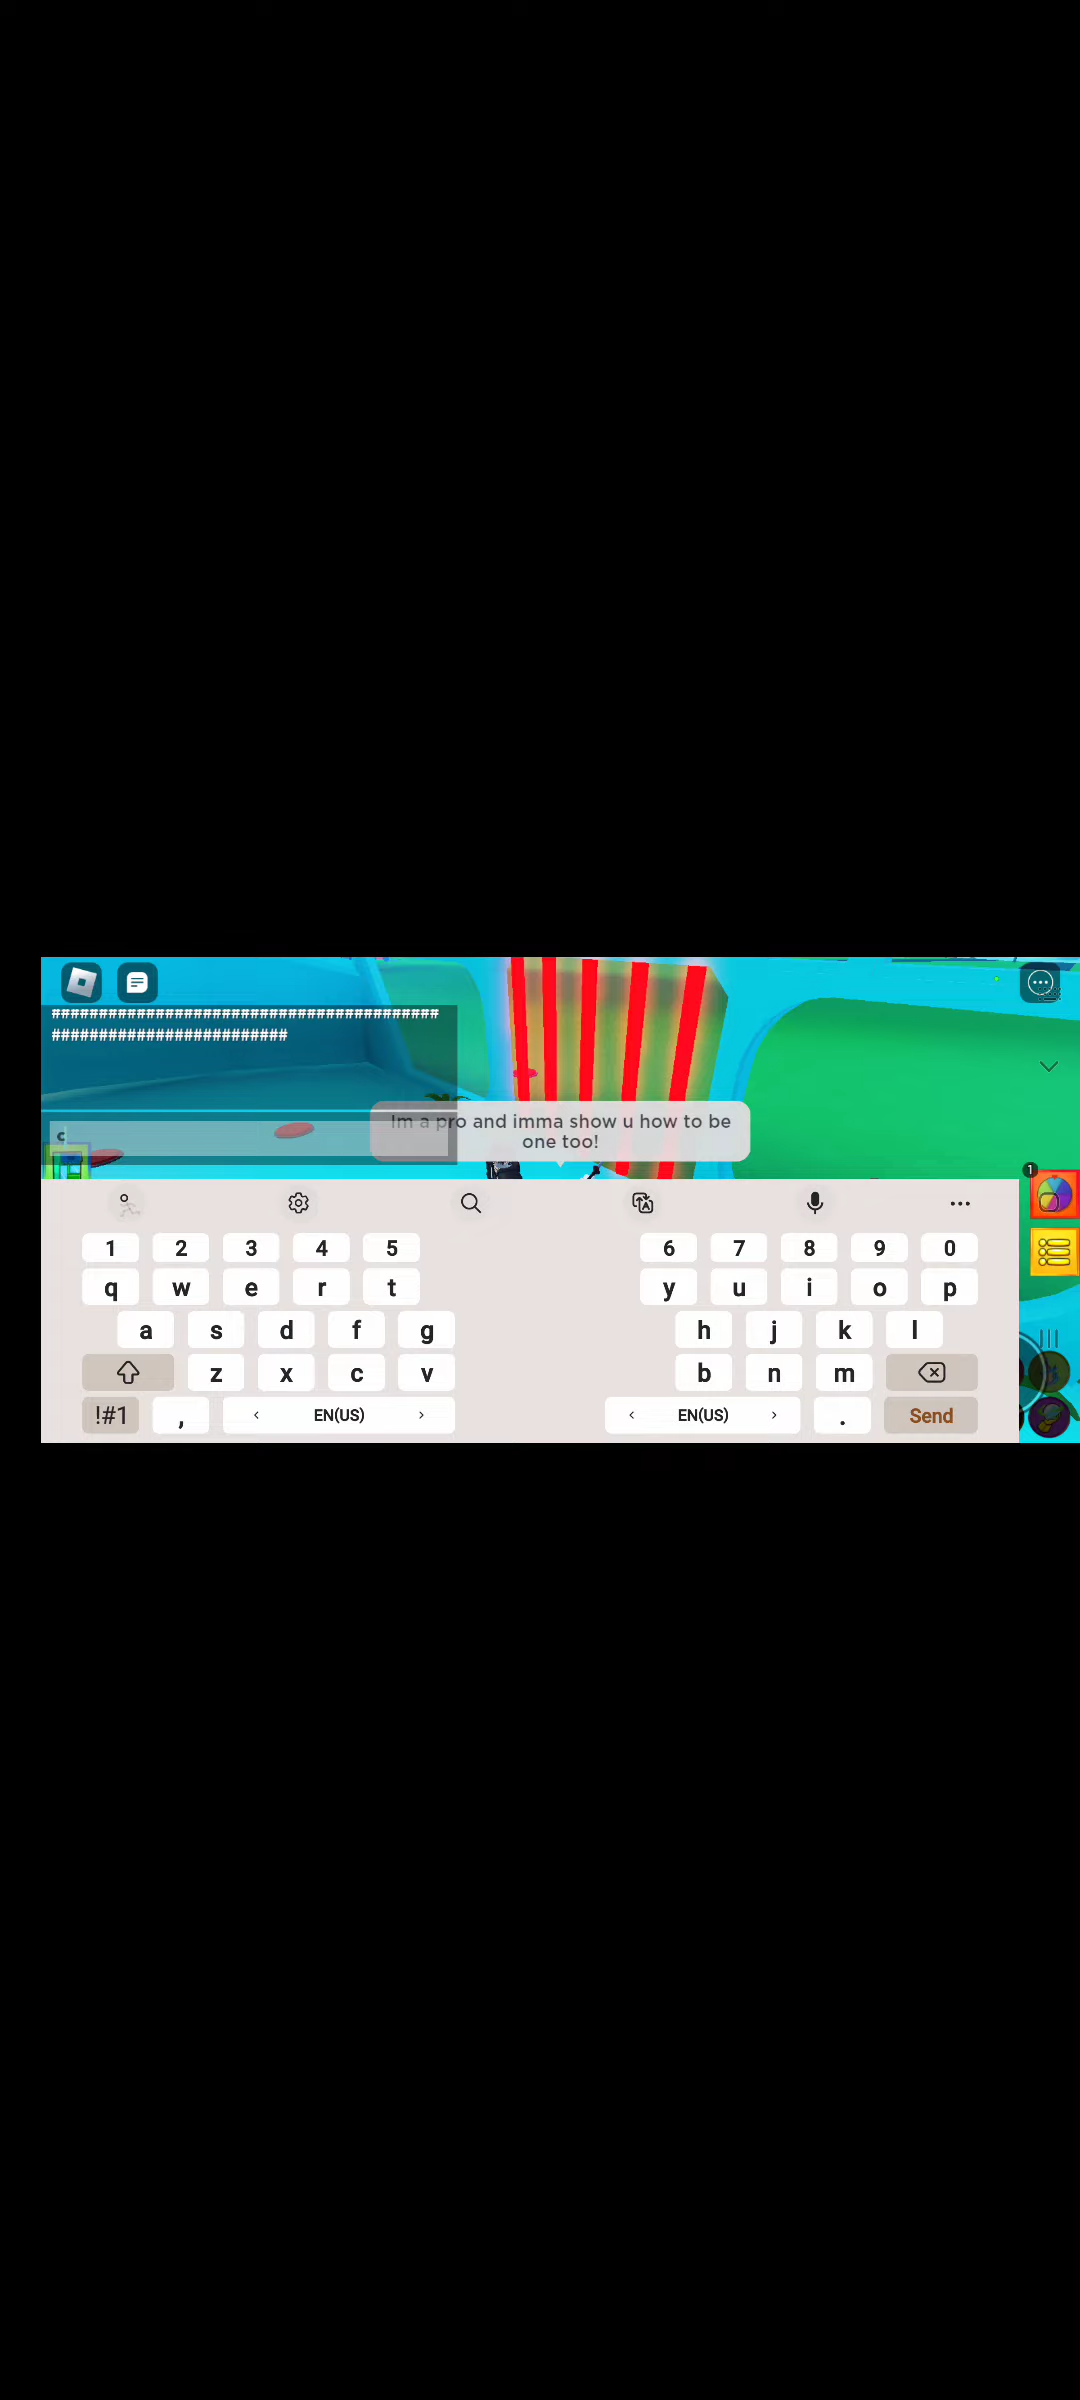 ########################################
#########################
Im a pro and imma show u how to be
one too!
c
1
1 2 3 4 5 6 7 8 9 0
q w e r t y u i o p
a s d f g h j k l
z x c v b n m
!#1 , < EN(US) > < EN(US) > . Send